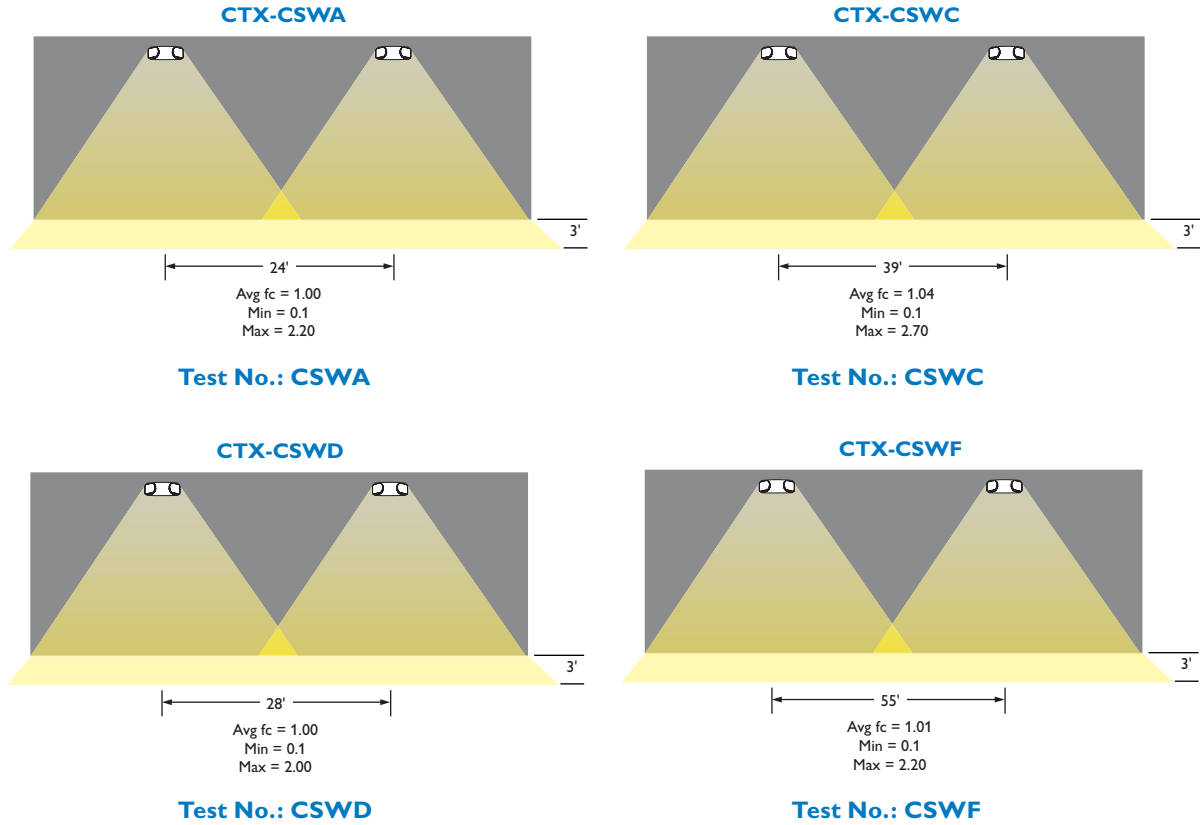 CTX-CSWA
3'
24'
Avg fc = 1.00
Min = 0.1
Max = 2.20
Test No.: CSWA
CTX-CSWC
3'
39'
Avg fc = 1.04
Min = 0.1
Max = 2.70
Test No.: CSWC
CTX-CSWD
3'
28'
Avg fc = 1.00
Min = 0.1
Max = 2.00
Test No.: CSWD
CTX-CSWF
3'
55'
Avg fc = 1.01
Min = 0.1
Max = 2.20
Test No.: CSWF